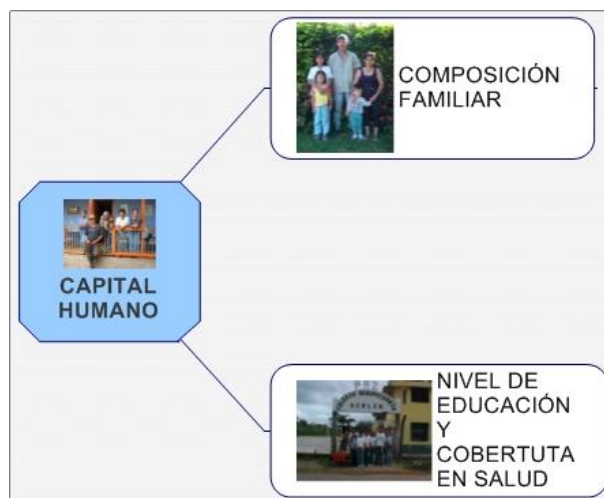 COMPOSICIÓN
FAMILIAR
CAPITAL
HUMANO
NIVEL DE
EDUCACIÓN
Y
COBERTUTA
EN SALUD